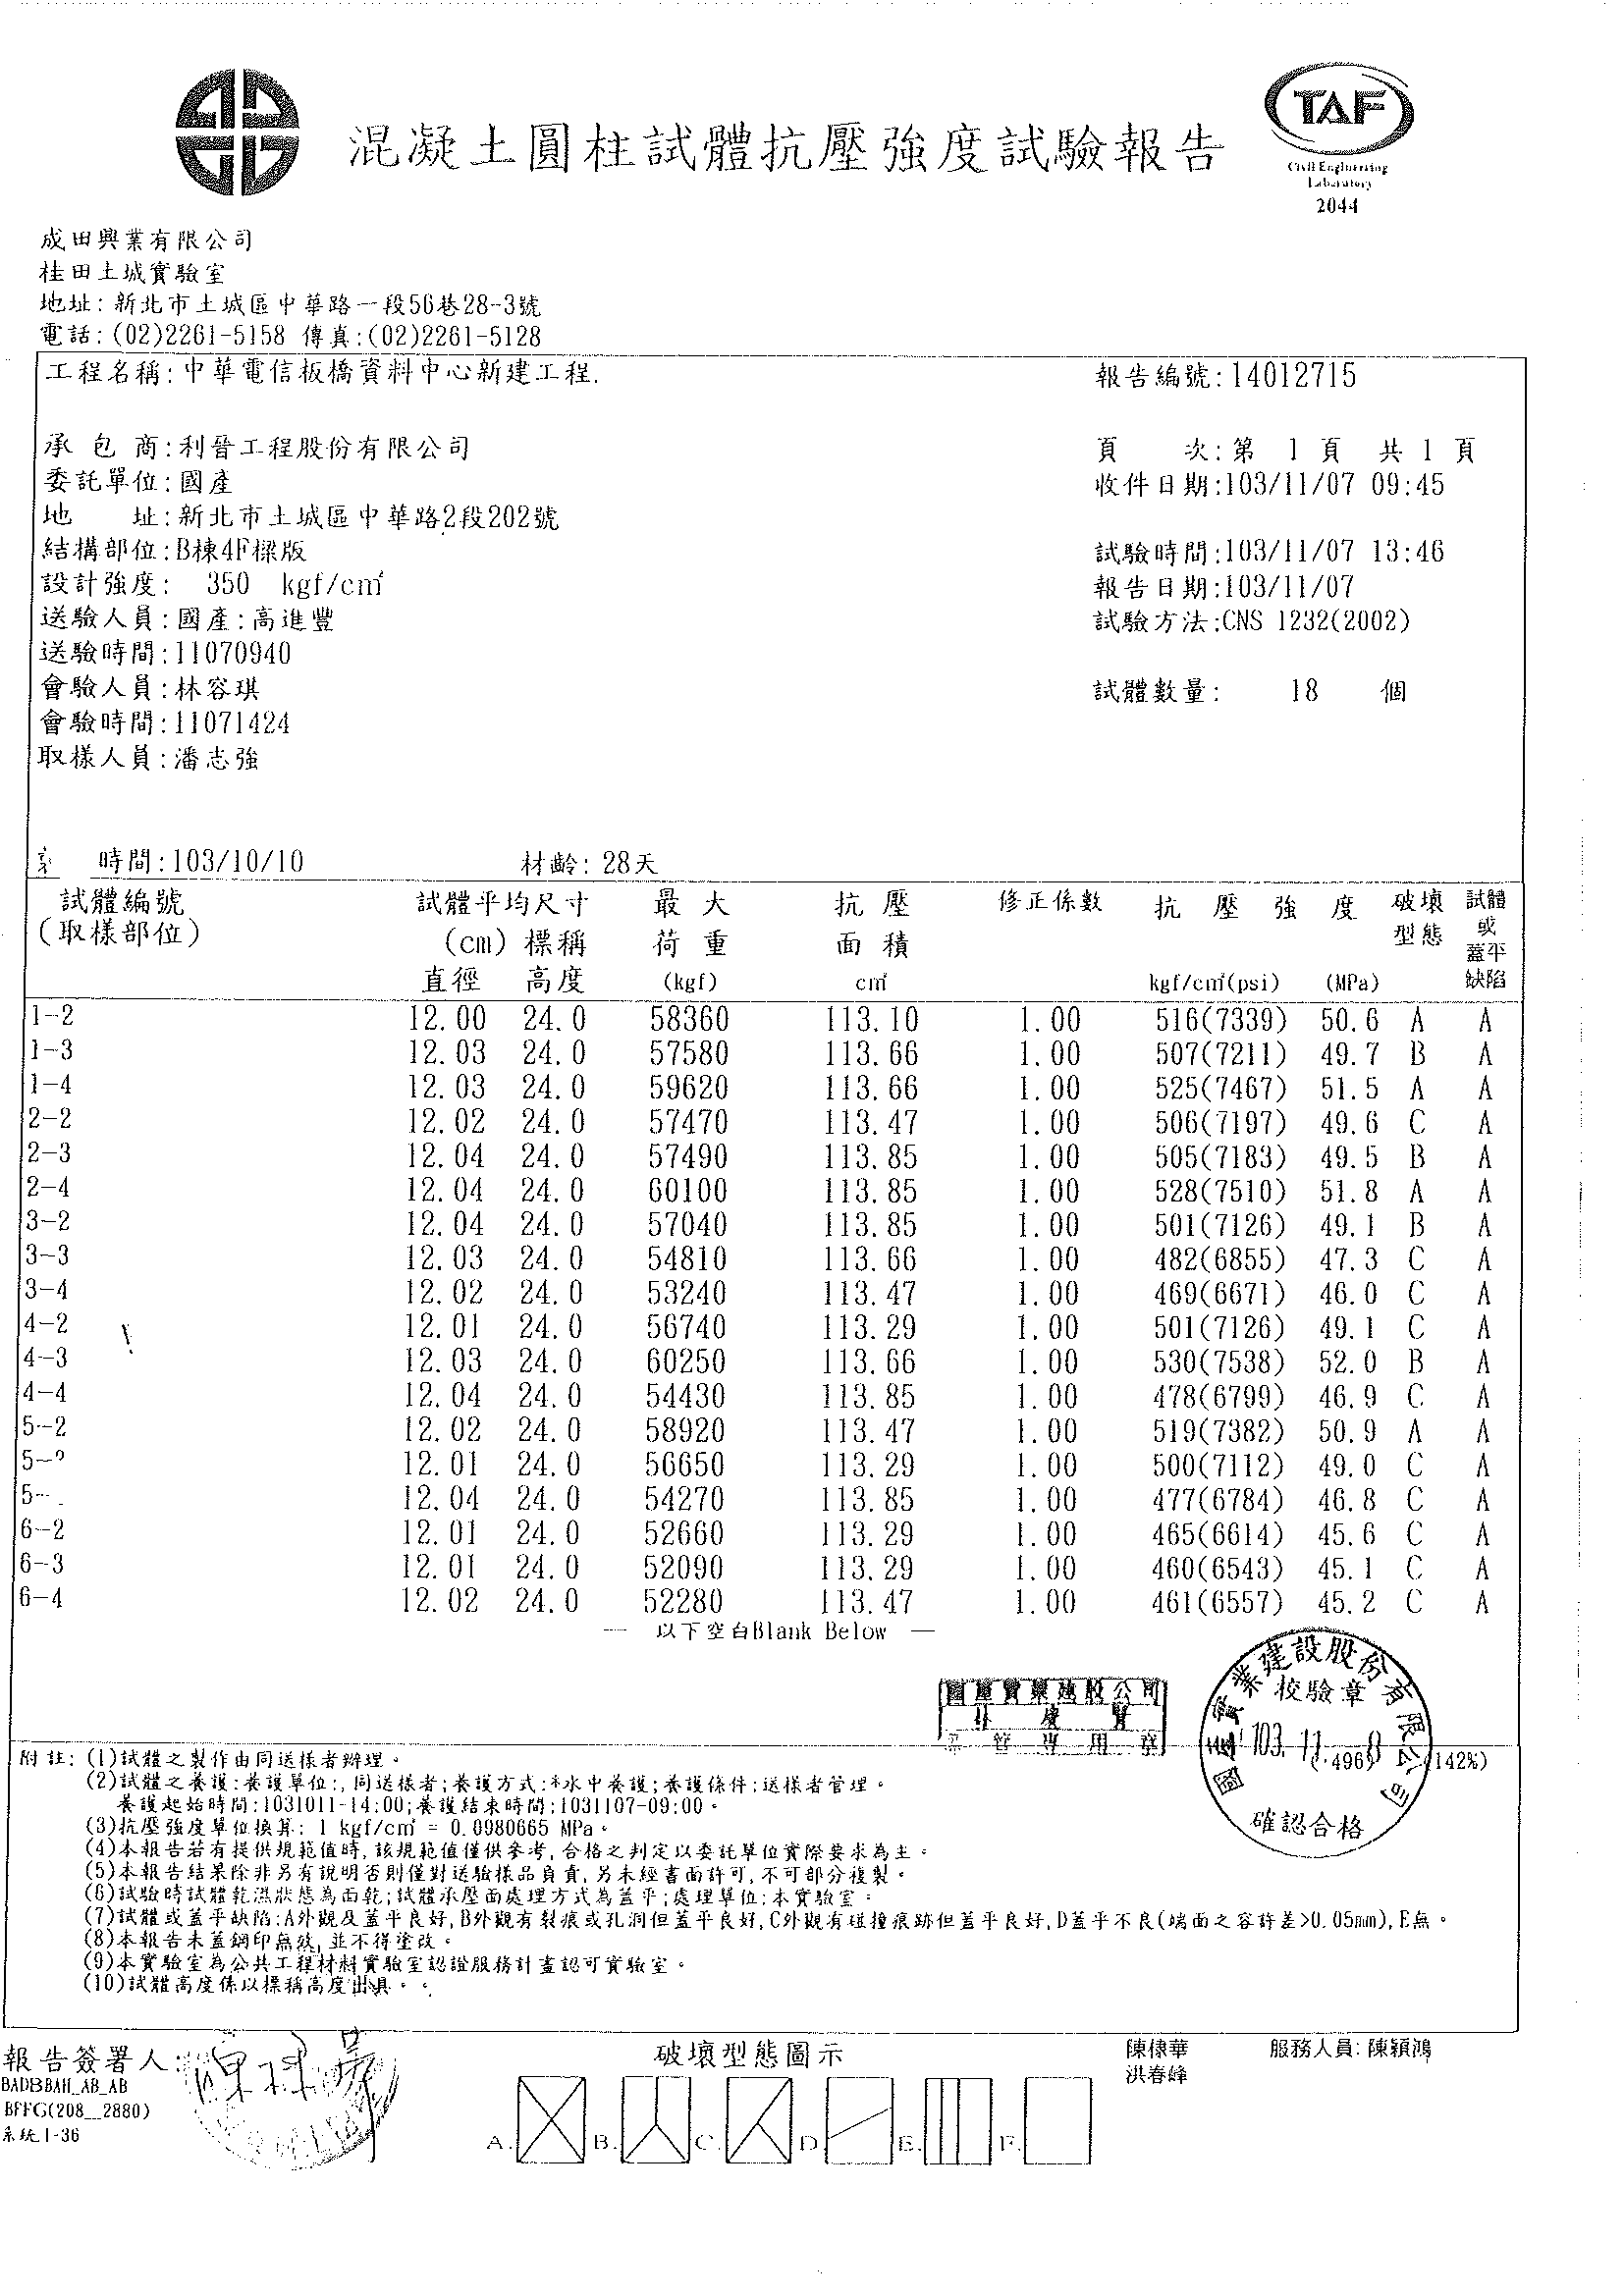 混凝土圓柱試體抗壓強度試驗報告
TAF
Civil Engineering
Laboratory
2044
成田興業有限公司
桂田土城實驗室
地址:新北市土城區中華路一段56巷28-3號
電話:(02)2261-5158 傳真:(02)2261-5128
工程名稱:中華電信板橋資料中心新建工程.
報告編號:14012715
承 包 商:利晉工程股份有限公司
頁 次:第 1 頁 共 1 頁
委託單位:國產
收件日期:103/11/07 09:45
地 址:新北市土城區中華路2段202號
結構部位:B棟4F樑版
試驗時間:103/11/07 13:46
設計強度: 350 kgf/c㎡
報告日期:103/11/07
送驗人員:國產:高進豐
試驗方法:CNS 1232(2002)
送驗時間:11070940
會驗人員:林容琪
試體數量: 18 個
會驗時間:11071424
取樣人員:潘志強
時間:103/10/10 材齡: 28天
試體編號 試體平均尺寸 最 大 抗 壓 修正係數 抗 壓 強 度 破壞 試體
(取樣部位) (cm) 標稱 荷 重 面 積 型態 或
蓋平
直徑 高度 (kgf) c㎡ kgf/c㎡(psi) (MPa) 缺陷
1-2 12.00 24.0 58360 113.10 1.00 516(7339) 50.6 A A
1-3 12.03 24.0 57580 113.66 1.00 507(7211) 49.7 B A
1-4 12.03 24.0 59620 113.66 1.00 525(7467) 51.5 A A
2-2 12.02 24.0 57470 113.47 1.00 506(7197) 49.6 C A
2-3 12.04 24.0 57490 113.85 1.00 505(7183) 49.5 B A
2-4 12.04 24.0 60100 113.85 1.00 528(7510) 51.8 A A
3-2 12.04 24.0 57040 113.85 1.00 501(7126) 49.1 B A
3-3 12.03 24.0 54810 113.66 1.00 482(6855) 47.3 C A
3-4 12.02 24.0 53240 113.47 1.00 469(6671) 46.0 C A
4-2 12.01 24.0 56740 113.29 1.00 501(7126) 49.1 C A
4-3 12.03 24.0 60250 113.66 1.00 530(7538) 52.0 B A
4-4 12.04 24.0 54430 113.85 1.00 478(6799) 46.9 C A
5-2 12.02 24.0 58920 113.47 1.00 519(7382) 50.9 A A
5- 12.01 24.0 56650 113.29 1.00 500(7112) 49.0 C A
5- 12.04 24.0 54270 113.85 1.00 477(6784) 46.8 C A
6-2 12.01 24.0 52660 113.29 1.00 465(6614) 45.6 C A
6-3 12.01 24.0 52090 113.29 1.00 460(6543) 45.1 C A
6-4 12.02 24.0 52280 113.47 1.00 461(6557) 45.2 C A
— 以下空白Blank Below —
業建設股份有限公司
校驗章
103.11
確認合格
496 142%)
附註: (1)試體之製作由同送樣者辦理。
(2)試體之養護:養護單位:,同送樣者;養護方式:*水中養護;養護條件:送樣者管理。
養護起始時間:1031011-14:00;養護結束時間:1031107-09:00。
(3)抗壓強度單位換算: 1 kgf/c㎡ = 0.0980665 MPa。
(4)本報告若有提供規範值時,該規範值僅供參考,合格之判定以委託單位實際要求為主。
(5)本報告結果除非另有說明否則僅對送驗樣品負責,另未經書面許可,不可部分複製。
(6)試驗時試體乾濕狀態為面乾;試體承壓面處理方式為蓋平;處理單位:本實驗室。
(7)試體或蓋平缺陷:A外觀及蓋平良好,B外觀有裂痕或孔洞但蓋平良好,C外觀有碰撞痕跡但蓋平良好,D蓋平不良(端面之容許差>0.05mm),E無。
(8)本報告未蓋鋼印無效,並不得塗改。
(9)本實驗室為公共工程材料實驗室認證服務計畫認可實驗室。
(10)試體高度係以標稱高度出具。
報告簽署人:
破壞型態圖示
陳棣華
服務人員:陳穎鴻
洪春峰
BADBBAH_AB_AB
BFFG(208__2880)
系統1-36
A. B. C. D E. F.